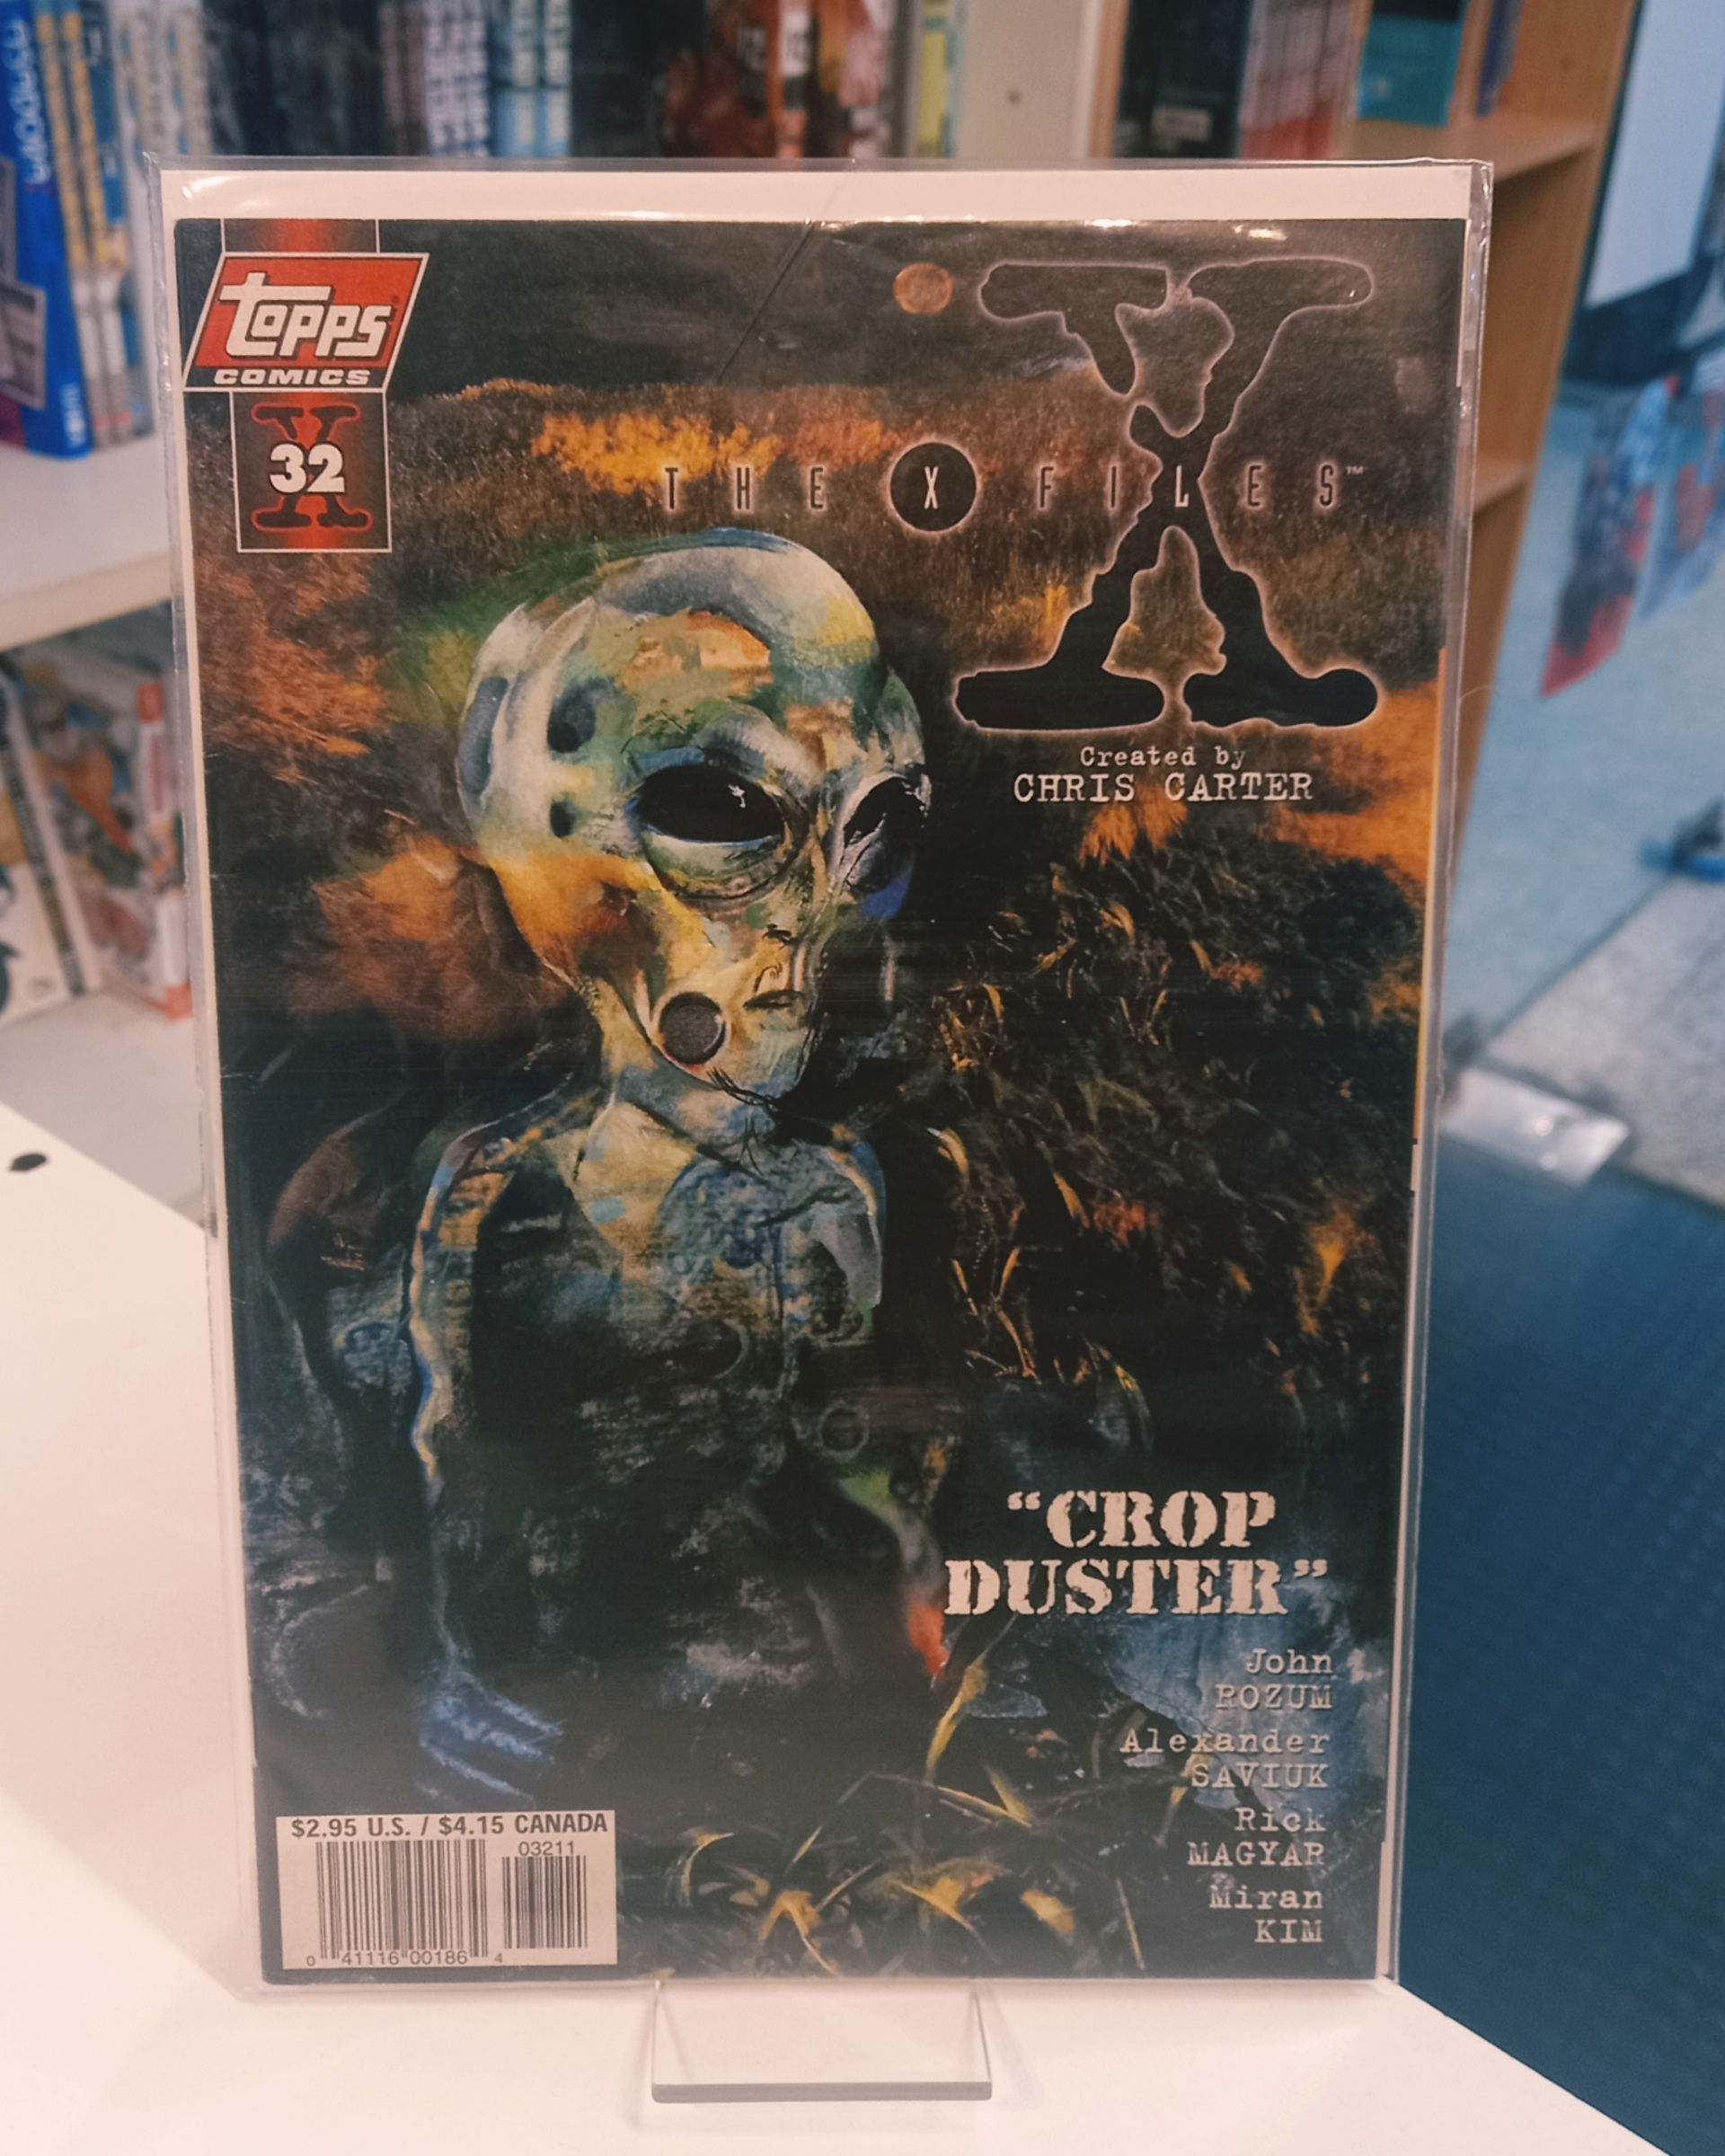 topps
COMICS
32
THE X FILES™
Created by
CHRIS CARTER
“CROP
DUSTER”
John
ROZUM
Alexander
SAVIUK
Rick
MAGYAR
Miran
KIM
$2.95 U.S. / $4.15 CANADA
03211
0 41116 00186 4